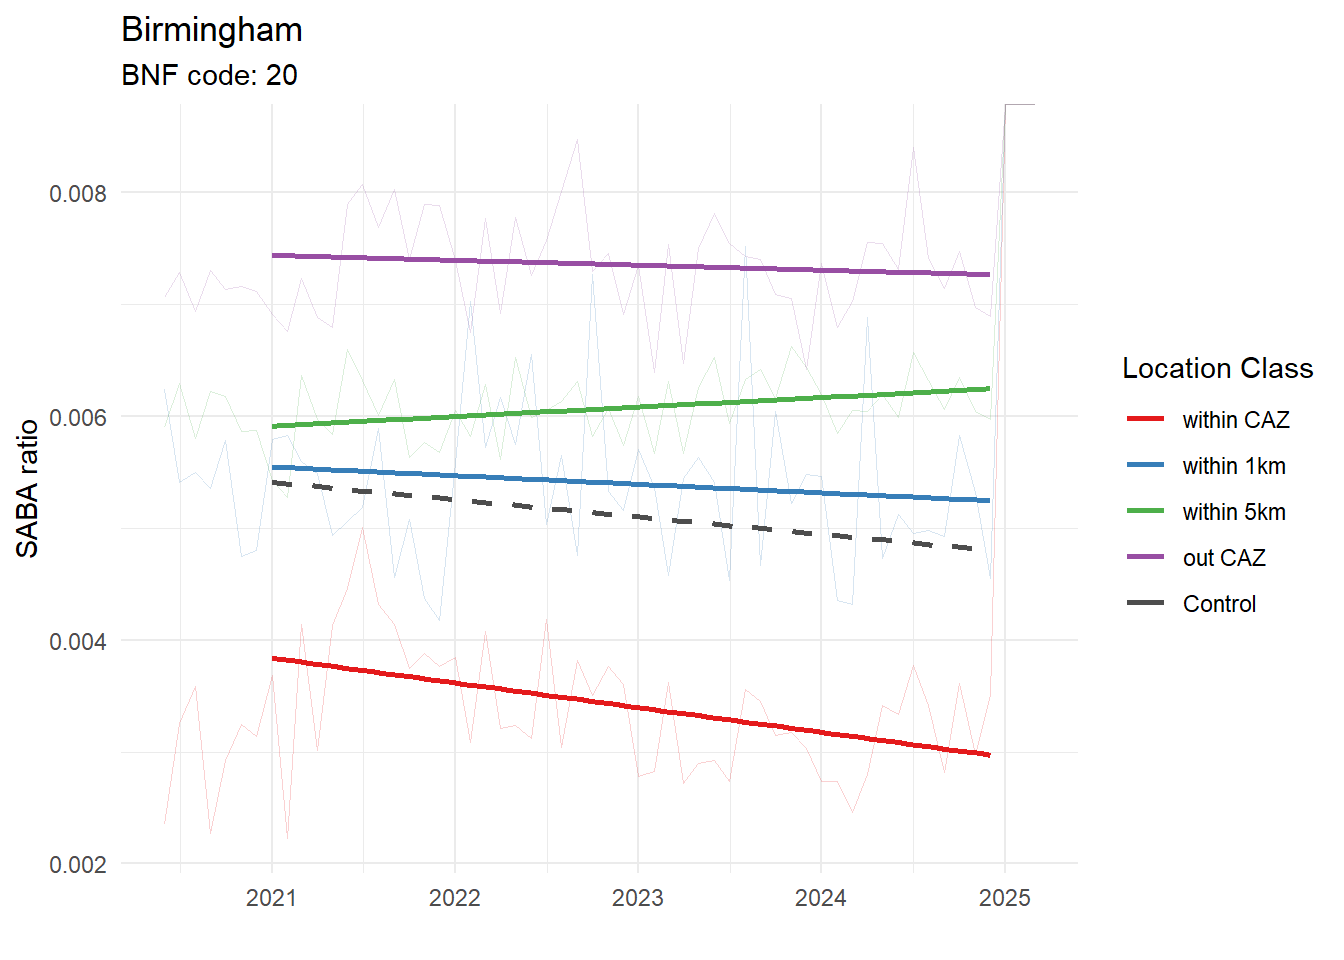 Birmingham
BNF code: 20
SABA ratio
0.008
0.006
0.004
0.002
2021
2022
2023
2024
2025
Location Class
within CAZ
within 1km
within 5km
out CAZ
Control